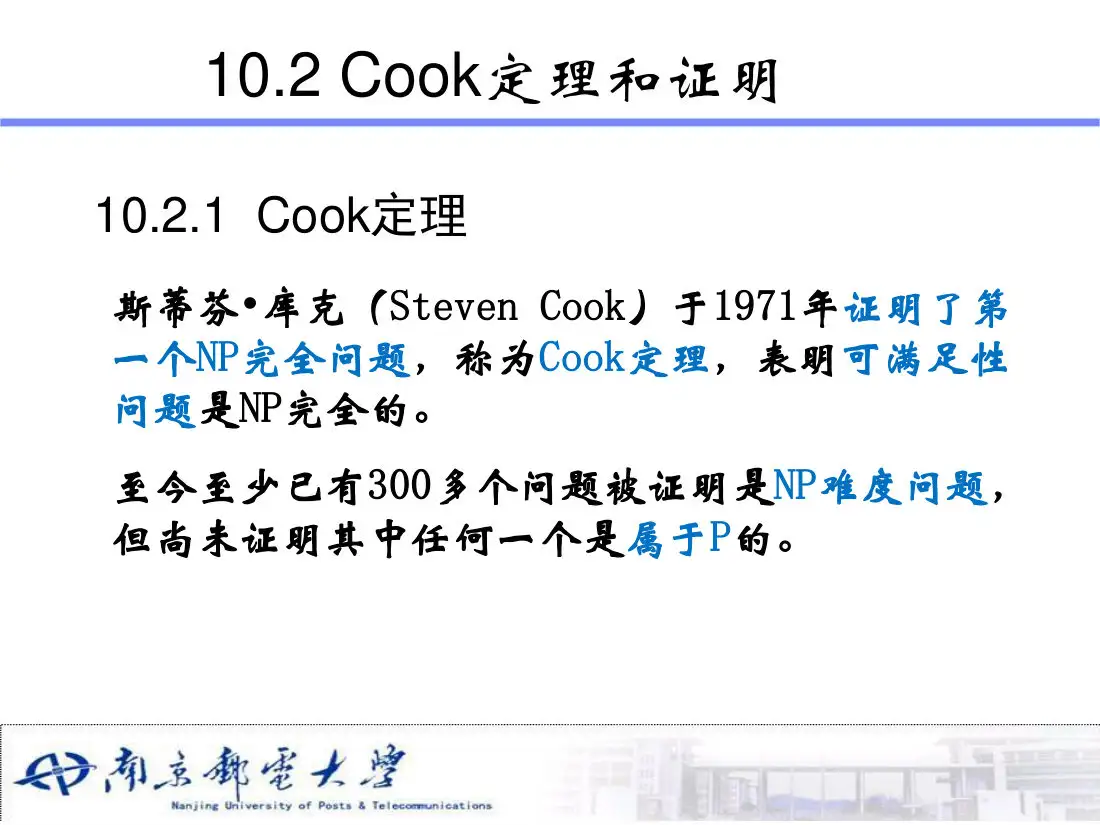 10.2 Cook定理和证明
10.2.1 Cook定理
斯蒂芬•库克（Steven Cook）于1971年证明了第
一个NP完全问题，称为Cook定理，表明可满足性
问题是NP完全的。
至今至少已有300多个问题被证明是NP难度问题，
但尚未证明其中任何一个是属于P的。
南京郵電大學
Nanjing University of Posts & Telecommunications